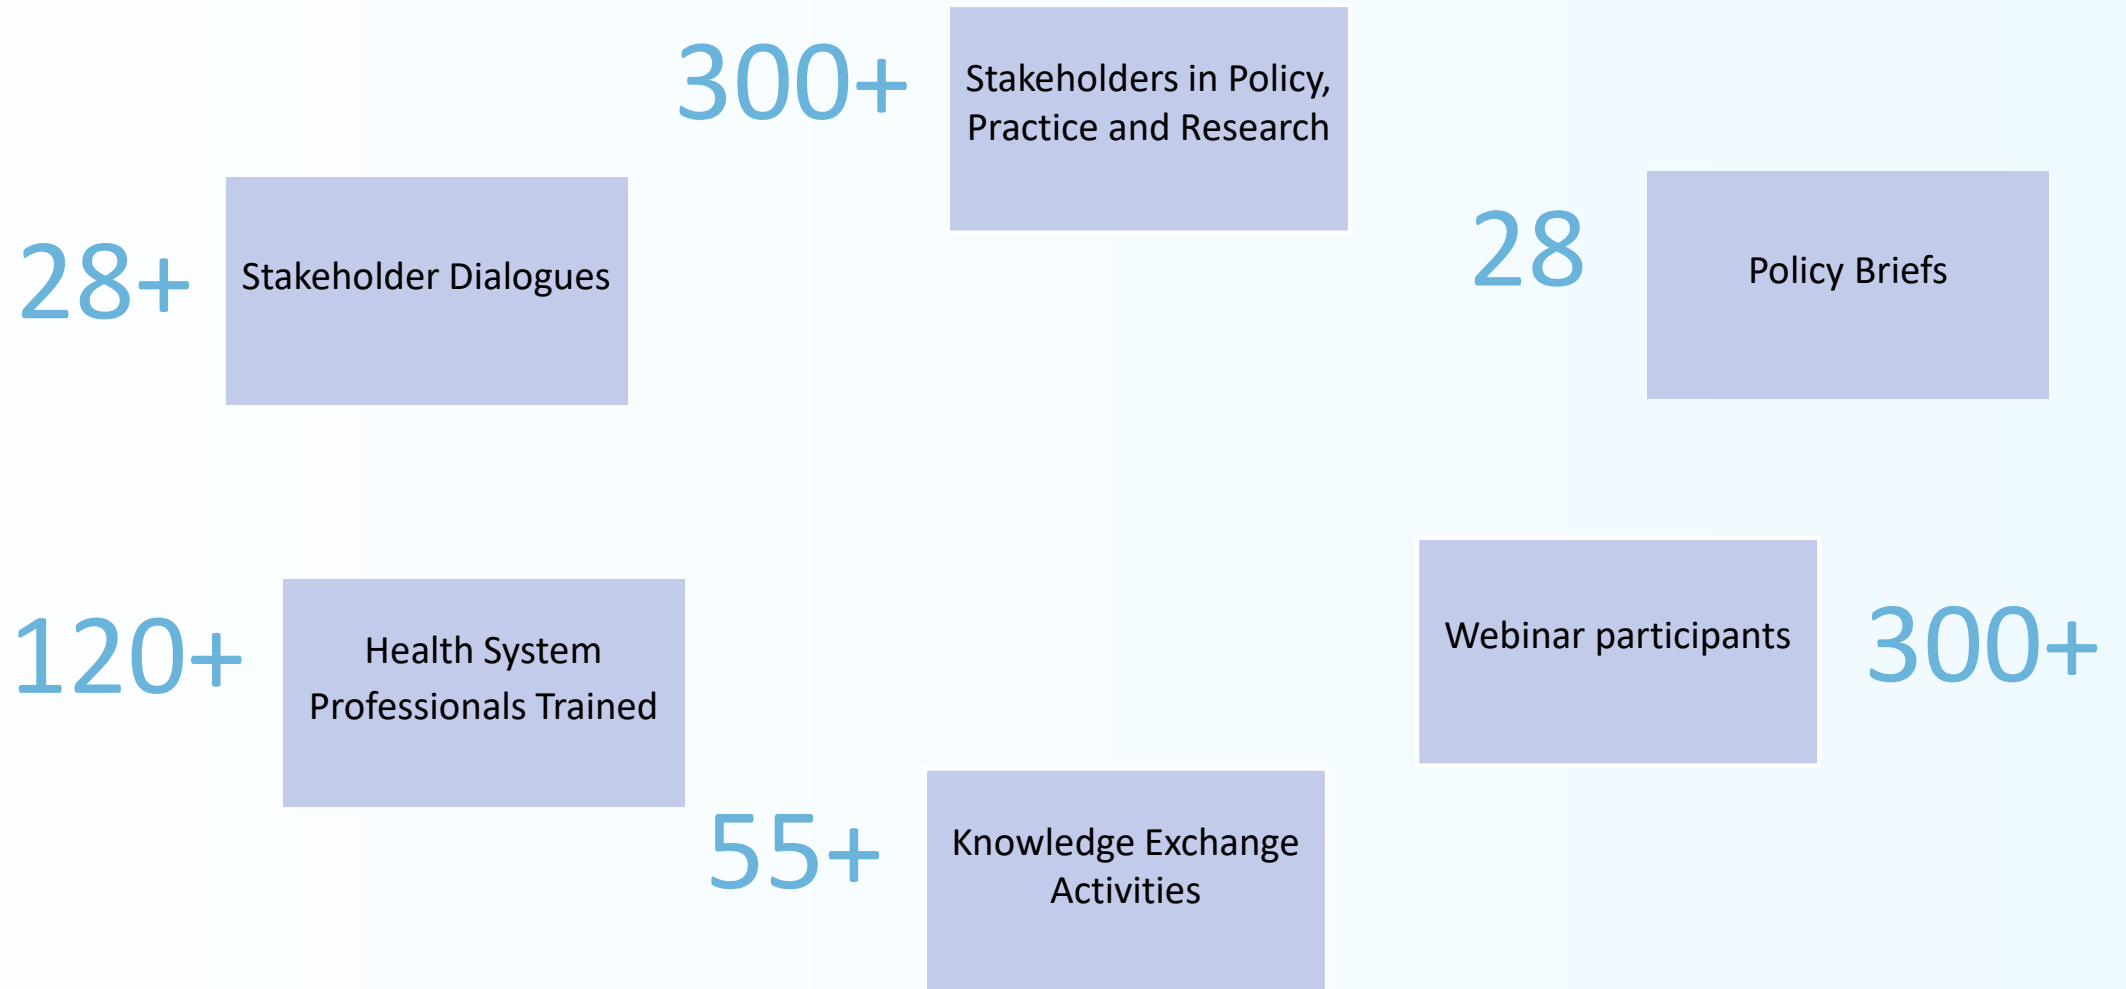 300+
Stakeholders in Policy,
Practice and Research
28+
Stakeholder Dialogues
28
Policy Briefs
120+
Health System
Professionals Trained
Webinar participants
300+
55+
Knowledge Exchange
Activities